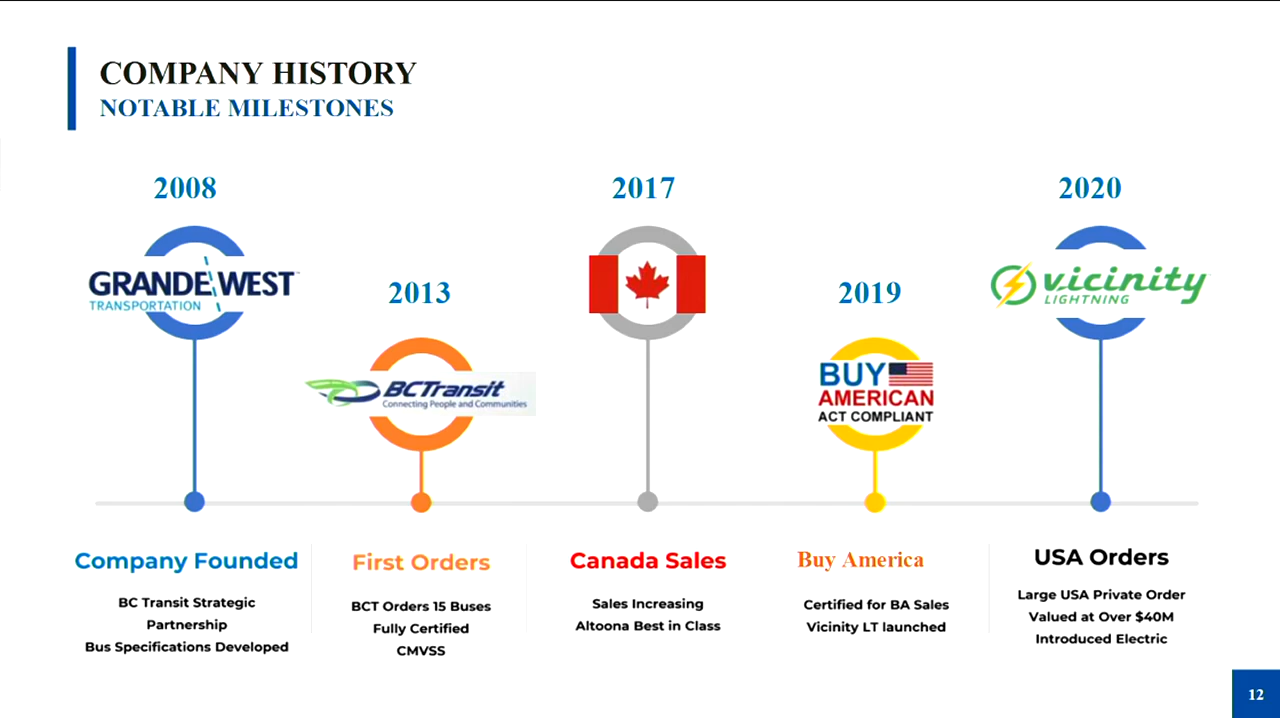 COMPANY HISTORY
NOTABLE MILESTONES
2008
GRANDE WEST™
TRANSPORTATION
Company Founded
BC Transit Strategic
Partnership
Bus Specifications Developed
2013
BCTransit
Connecting People and Communities
First Orders
BCT Orders 15 Buses
Fully Certified
CMVSS
2017
Canada Sales
Sales Increasing
Altoona Best in Class
2019
BUY
AMERICAN
ACT COMPLIANT
Buy America
Certified for BA Sales
Vicinity LT launched
2020
vicinity
LIGHTNING
USA Orders
Large USA Private Order
Valued at Over $40M
Introduced Electric
12